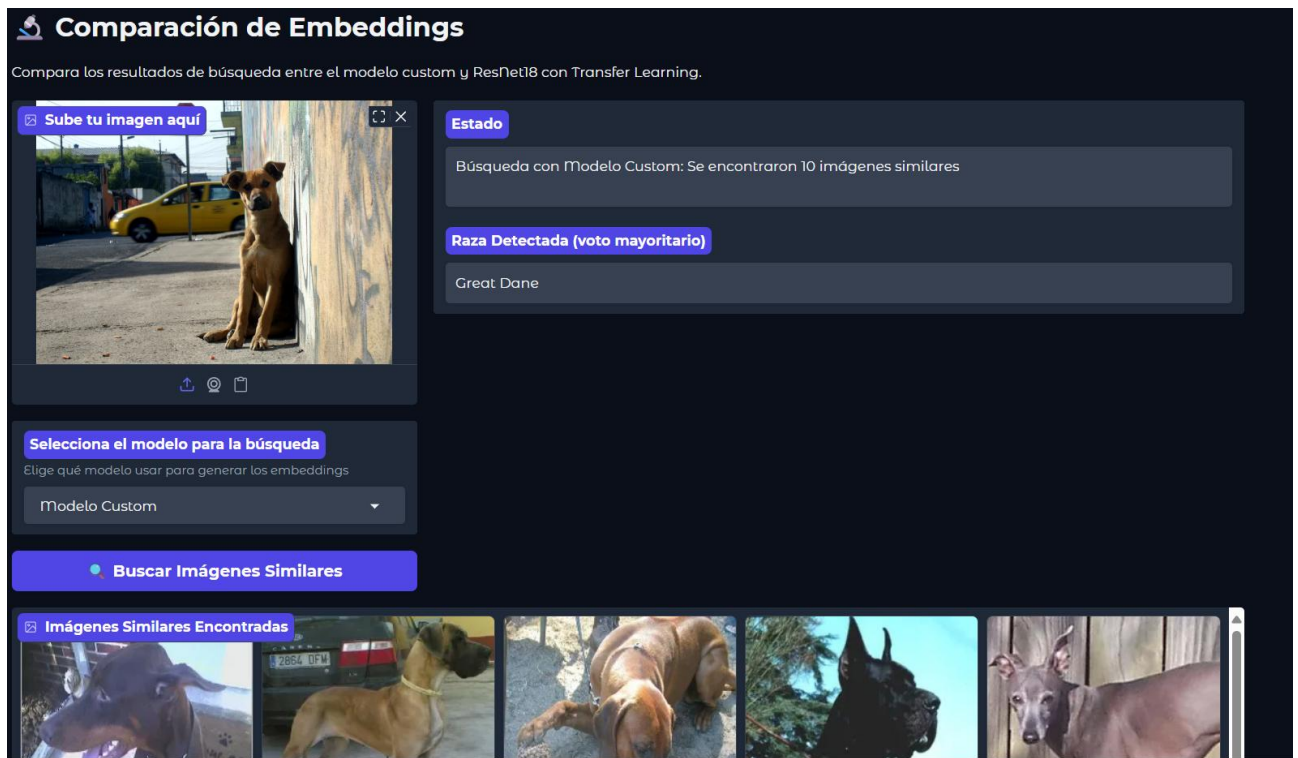 Comparación de Embeddings
Compara los resultados de búsqueda entre el modelo custom y ResNet18 con Transfer Learning.
Sube tu imagen aquí
Estado
Búsqueda con Modelo Custom: Se encontraron 10 imágenes similares
Raza Detectada (voto mayoritario)
Great Dane
Selecciona el modelo para la búsqueda
Elige qué modelo usar para generar los embeddings
Modelo Custom
Buscar Imágenes Similares
Imágenes Similares Encontradas
2864 DFM